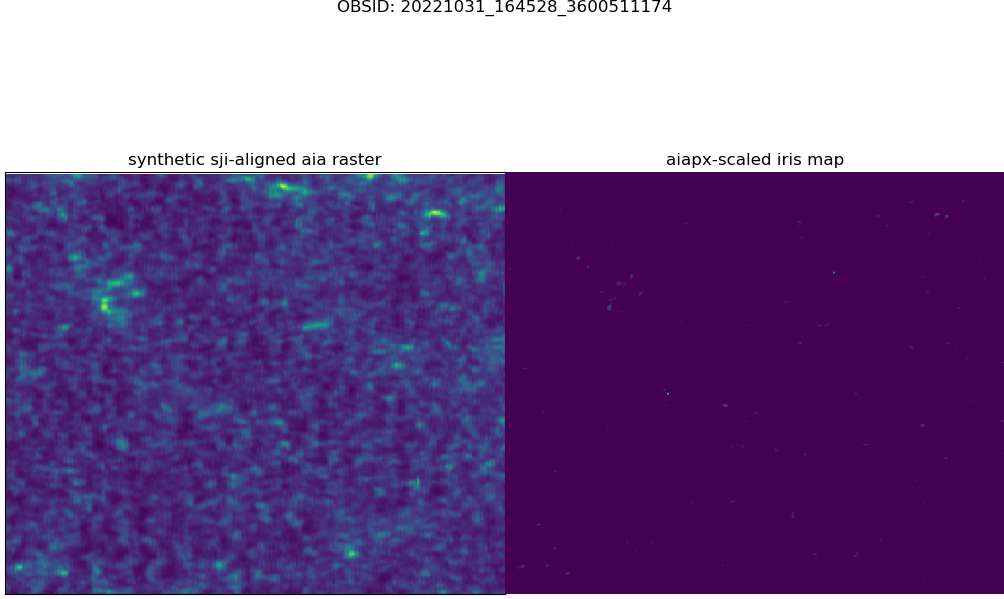 OBSID: 20221031_164528_3600511174
synthetic sji-aligned aia raster
aiapx-scaled iris map